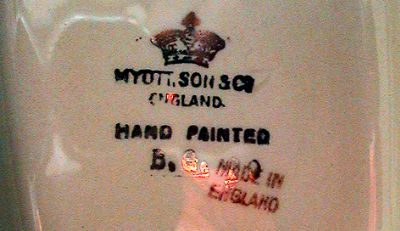 MYOTT, SON & Co
ENGLAND.
HAND PAINTED
B.G.
MADE IN
ENGLAND